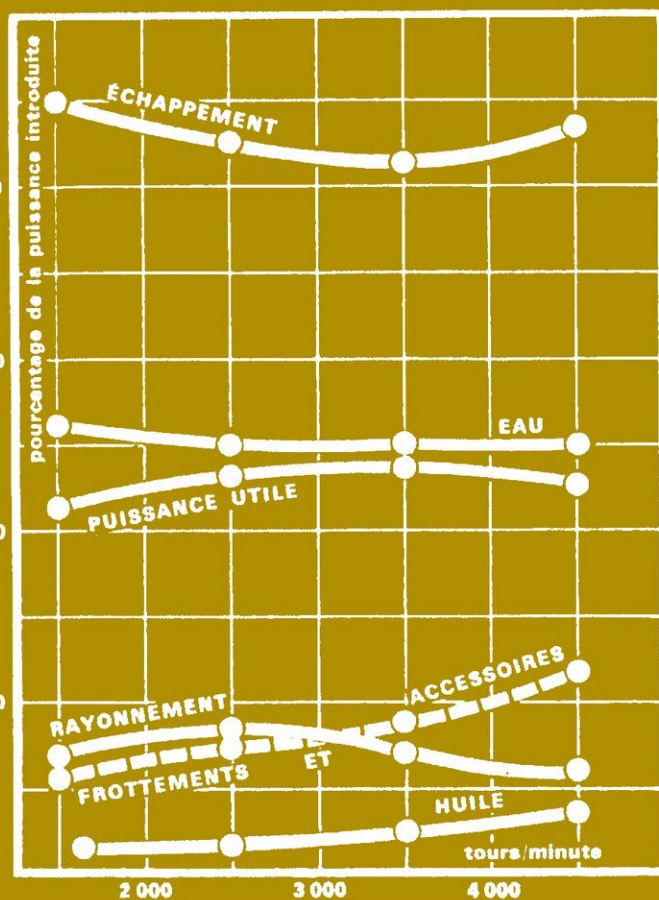 pourcentage de la puissance introduite
ÉCHAPPEMENT
EAU
PUISSANCE UTILE
ACCESSOIRES
RAYONNEMENT
ET
FROTTEMENTS
HUILE
tours/minute
2 000 3 000 4 000